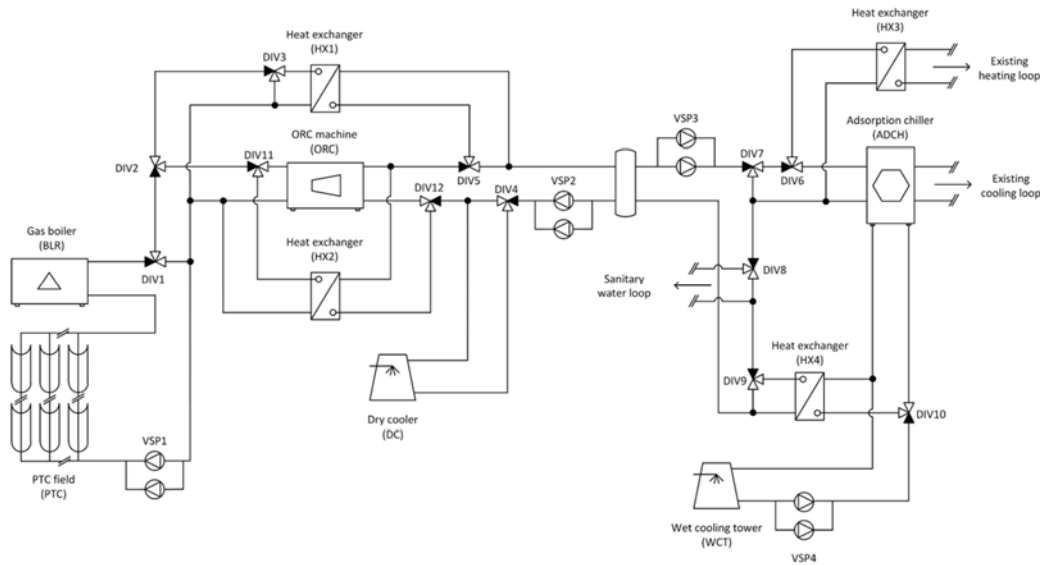 Heat exchanger
(HX3)
Heat exchanger
(HX1)
DIV3
Existing
heating loop
VSP3
Adsorption chiller
(ADCH)
ORC machine
(ORC)
DIV2
DIV11
DIV5
DIV7
DIV6
DIV12
DIV4
VSP2
Existing
cooling loop
Gas boiler
(BLR)
Heat exchanger
(HX2)
DIV1
DIV8
Sanitary
water loop
Heat exchanger
(HX4)
DIV9
DIV10
Dry cooler
(DC)
VSP1
PTC field
(PTC)
Wet cooling tower
(WCT)
VSP4